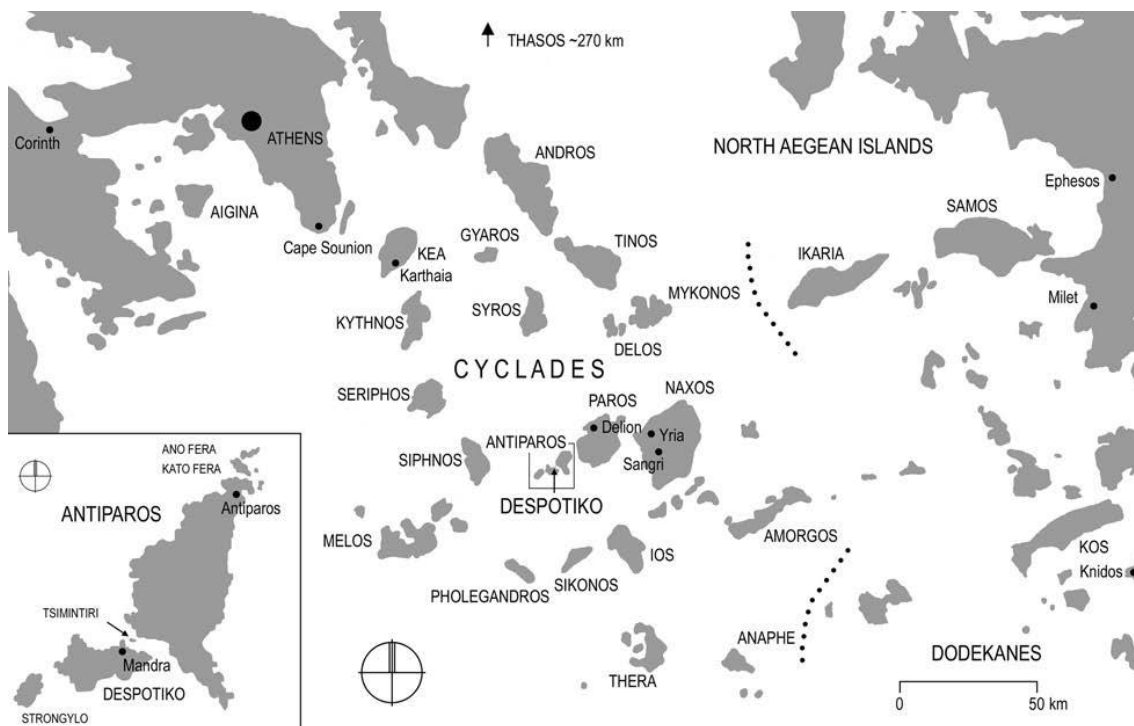 THASOS ~270 km
Corinth
ATHENS
ANDROS
NORTH AEGEAN ISLANDS
Ephesos
AIGINA
SAMOS
Cape Sounion
KEA
Karthaia
GYAROS
TINOS
IKARIA
KYTHNOS
SYROS
MYKONOS
Milet
DELOS
CYCLADES
SERIPHOS
PAROS
NAXOS
Delion
Yria
ANTIPAROS
Sangri
SIPHNOS
DESPOTIKO
MELOS
IOS
AMORGOS
KOS
Knidos
SIKONOS
PHOLEGANDROS
ANAPHE
THERA
DODEKANES
0 50 km
ANO FERA
KATO FERA
ANTIPAROS
Antiparos
TSIMINTIRI
Mandra
DESPOTIKO
STRONGYLO